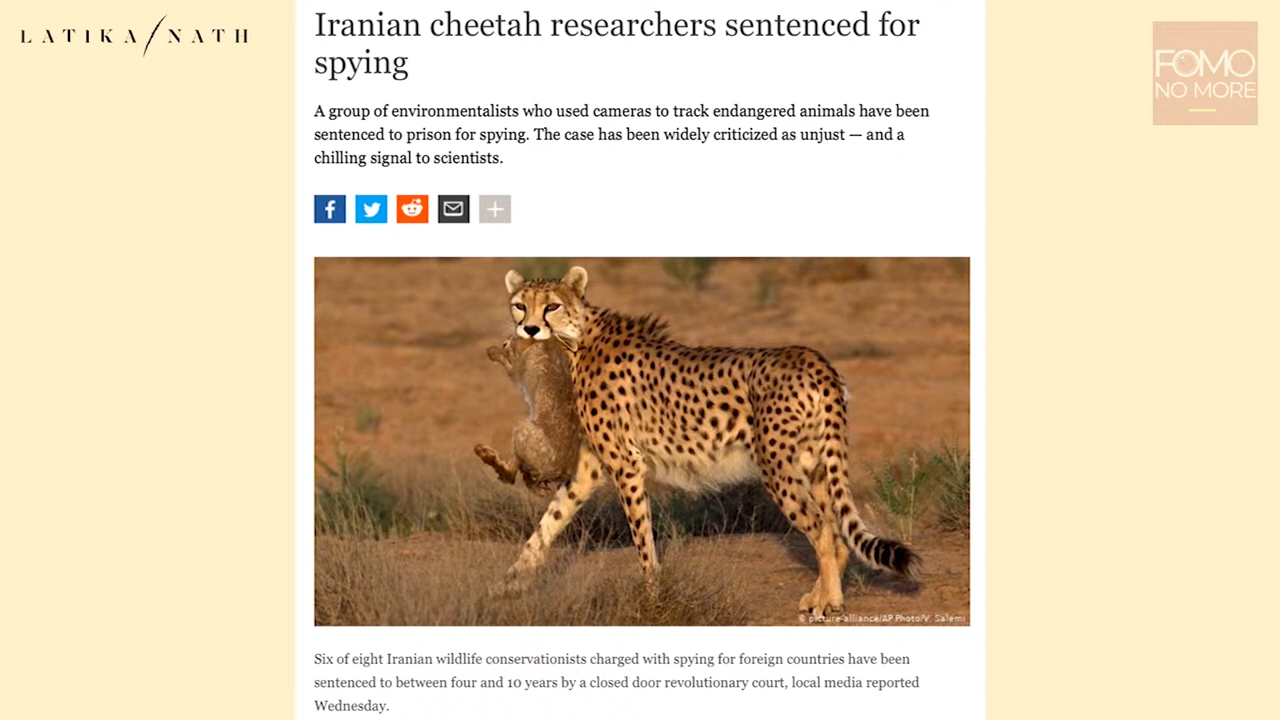 LATIKA/NATH
FOMO
NO MORE
Iranian cheetah researchers sentenced for
spying
A group of environmentalists who used cameras to track endangered animals have been
sentenced to prison for spying. The case has been widely criticized as unjust — and a
chilling signal to scientists.
© picture-alliance/AP Photo/V. Salemi
Six of eight Iranian wildlife conservationists charged with spying for foreign countries have been
sentenced to between four and 10 years by a closed door revolutionary court, local media reported
Wednesday.